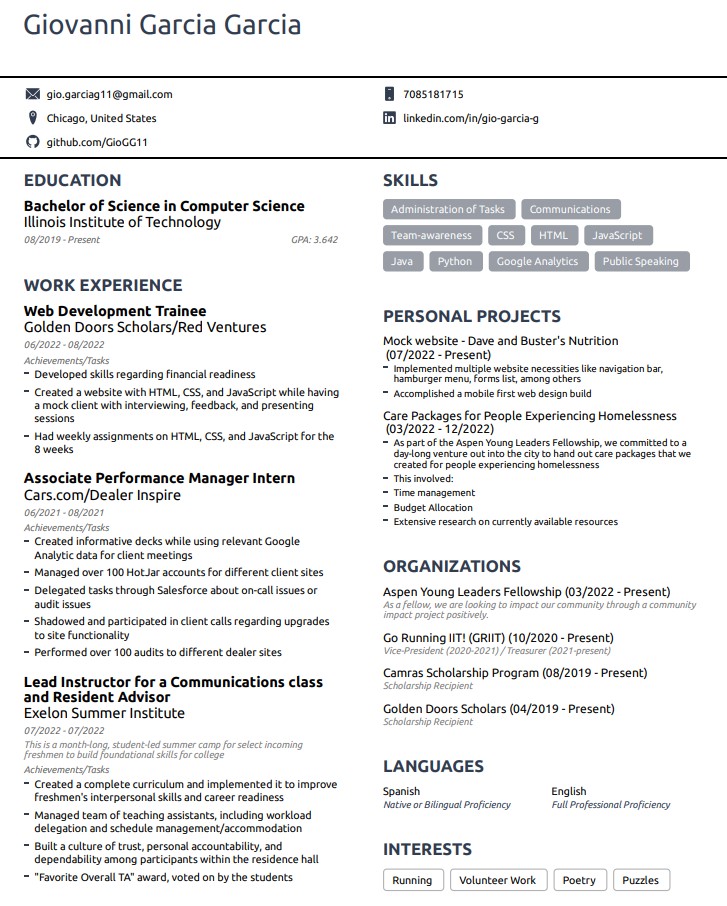 Giovanni Garcia Garcia
gio.garciag11@gmail.com
7085181715
Chicago, United States
linkedin.com/in/gio-garcia-g
github.com/GioGG11
EDUCATION
Bachelor of Science in Computer Science
Illinois Institute of Technology
08/2019 - Present
GPA: 3.642
WORK EXPERIENCE
Web Development Trainee
Golden Doors Scholars/Red Ventures
06/2022 - 08/2022
Achievements/Tasks
– Developed skills regarding financial readiness
– Created a website with HTML, CSS, and JavaScript while having
a mock client with interviewing, feedback, and presenting
sessions
– Had weekly assignments on HTML, CSS, and JavaScript for the
8 weeks
Associate Performance Manager Intern
Cars.com/Dealer Inspire
06/2021 - 08/2021
Achievements/Tasks
– Created informative decks while using relevant Google
Analytic data for client meetings
– Managed over 100 HotJar accounts for different client sites
– Delegated tasks through Salesforce about on-call issues or
audit issues
– Shadowed and participated in client calls regarding upgrades
to site functionality
– Performed over 100 audits to different dealer sites
Lead Instructor for a Communications class
and Resident Advisor
Exelon Summer Institute
07/2022 - 07/2022
This is a month-long, student-led summer camp for select incoming
freshmen to build foundational skills for college
Achievements/Tasks
– Created a complete curriculum and implemented it to improve
freshmen's interpersonal skills and career readiness
– Managed team of teaching assistants, including workload
delegation and schedule management/accommodation
– Built a culture of trust, personal accountability, and
dependability among participants within the residence hall
– "Favorite Overall TA" award, voted on by the students
SKILLS
Administration of Tasks
Communications
Team-awareness
CSS
HTML
JavaScript
Java
Python
Google Analytics
Public Speaking
PERSONAL PROJECTS
Mock website - Dave and Buster's Nutrition
(07/2022 - Present)
– Implemented multiple website necessities like navigation bar,
hamburger menu, forms list, among others
– Accomplished a mobile first web design build
Care Packages for People Experiencing Homelessness
(03/2022 - 12/2022)
– As part of the Aspen Young Leaders Fellowship, we committed to a
day-long venture out into the city to hand out care packages that we
created for people experiencing homelessness
– This involved:
– Time management
– Budget Allocation
– Extensive research on currently available resources
ORGANIZATIONS
Aspen Young Leaders Fellowship (03/2022 - Present)
As a fellow, we are looking to impact our community through a community
impact project positively.
Go Running IIT! (GRIIT) (10/2020 - Present)
Vice-President (2020-2021) / Treasurer (2021-present)
Camras Scholarship Program (08/2019 - Present)
Scholarship Recipient
Golden Doors Scholars (04/2019 - Present)
Scholarship Recipient
LANGUAGES
Spanish
Native or Bilingual Proficiency
English
Full Professional Proficiency
INTERESTS
Running
Volunteer Work
Poetry
Puzzles